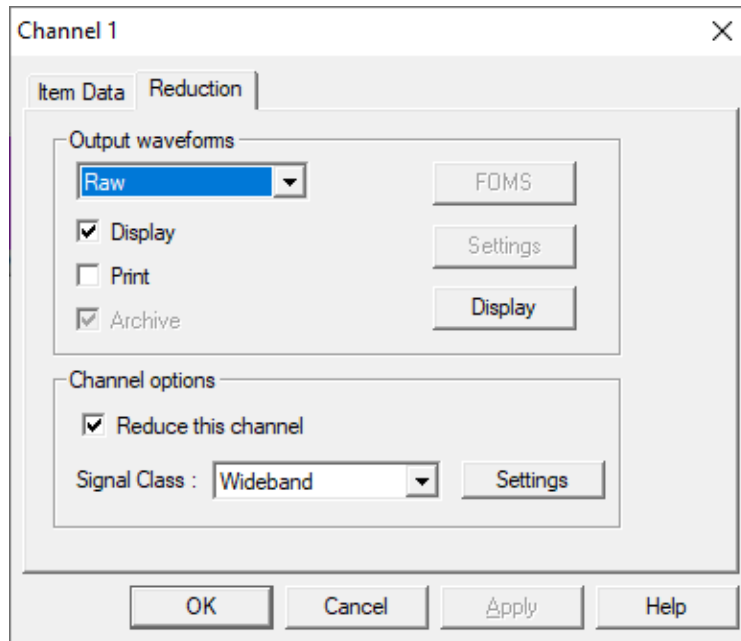 Channel 1
Item Data Reduction
Output waveforms
Raw FOMS
Display Settings
Print
Archive Display
Channel options
Reduce this channel
Signal Class : Wideband Settings
OK Cancel Apply Help